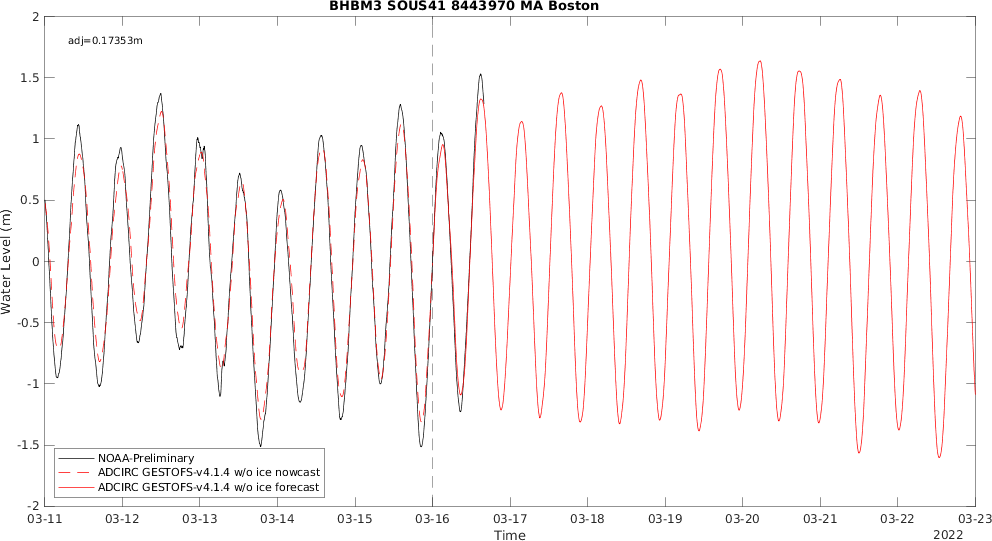 BHBM3 SOUS41 8443970 MA Boston
adj=0.17353m
2
1.5
1
0.5
0
-0.5
-1
-1.5
-2
Water Level (m)
NOAA-Preliminary
ADCIRC GESTOFS-v4.1.4 w/o ice nowcast
ADCIRC GESTOFS-v4.1.4 w/o ice forecast
03-11 03-12 03-13 03-14 03-15 03-16 03-17 03-18 03-19 03-20 03-21 03-22 03-23
Time
2022